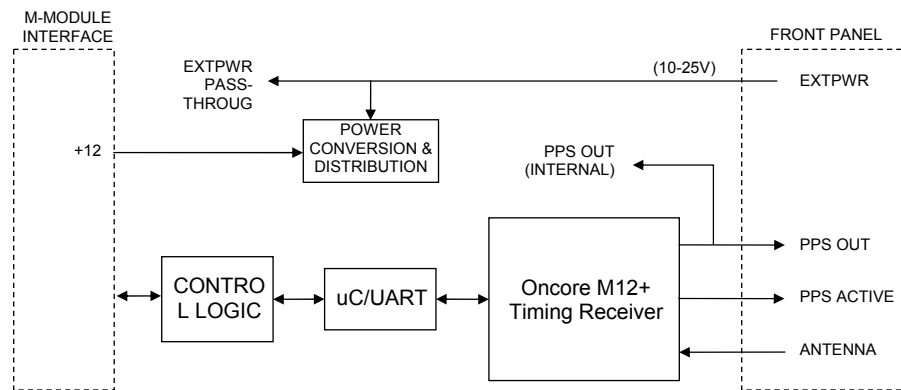 M-MODULE
INTERFACE
FRONT PANEL
EXTPWR
PASS-
THROUG
(10-25V)
EXTPWR
+12
POWER
CONVERSION &
DISTRIBUTION
PPS OUT
(INTERNAL)
CONTRO
L LOGIC
uC/UART
Oncore M12+
Timing Receiver
PPS OUT
PPS ACTIVE
ANTENNA